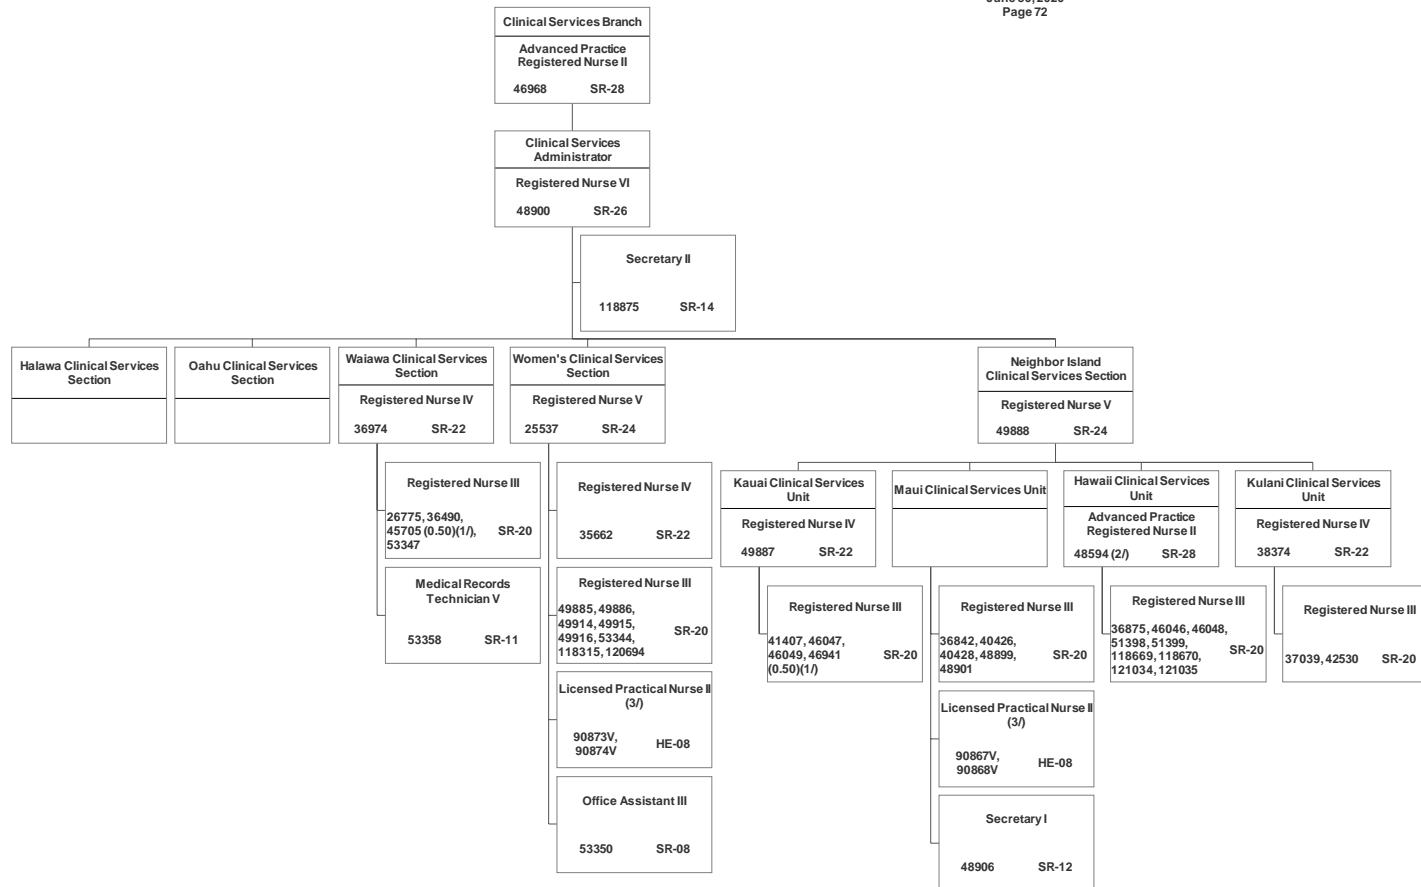 Page 72
Clinical Services Branch
Advanced Practice
Registered Nurse II
46968 SR-28
Clinical Services
Administrator
Registered Nurse VI
48900 SR-26
Secretary II
118875 SR-14
Halawa Clinical Services
Section
Oahu Clinical Services
Section
Waiawa Clinical Services
Section
Registered Nurse IV
36974 SR-22
Registered Nurse III
26775, 36490,
45705 (0.50)(1/), SR-20
53347
Medical Records
Technician V
53358 SR-11
Women's Clinical Services
Section
Registered Nurse V
25537 SR-24
Registered Nurse IV
35662 SR-22
Registered Nurse III
49885, 49886,
49914, 49915,
49916, 53344, SR-20
118315, 120694
Licensed Practical Nurse II
(3/)
90873V,
90874V HE-08
Office Assistant III
53350 SR-08
Neighbor Island
Clinical Services Section
Registered Nurse V
49888 SR-24
Kauai Clinical Services
Unit
Registered Nurse IV
49887 SR-22
Registered Nurse III
41407, 46047,
46049, 46941 SR-20
(0.50)(1/)
Maui Clinical Services Unit
Registered Nurse III
36842, 40426,
40428, 48899, SR-20
48901
Licensed Practical Nurse II
(3/)
90867V,
90868V HE-08
Secretary I
48906 SR-12
Hawaii Clinical Services
Unit
Advanced Practice
Registered Nurse II
48594 (2/) SR-28
Registered Nurse III
36875, 46046, 46048,
51398, 51399,
118669, 118670, SR-20
121034, 121035
Kulani Clinical Services
Unit
Registered Nurse IV
38374 SR-22
Registered Nurse III
37039, 42530 SR-20